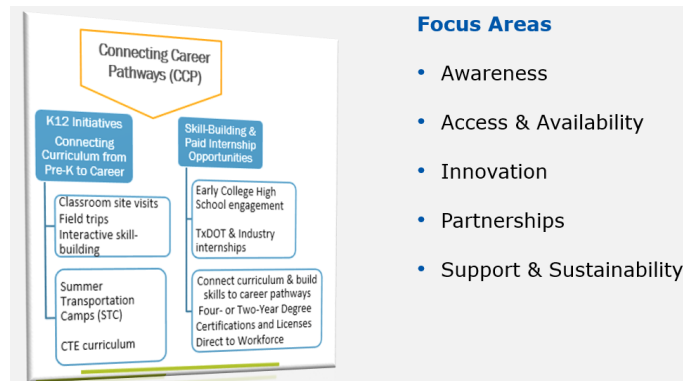 Connecting Career
Pathways (CCP)
K12 Initiatives
Connecting
Curriculum from
Pre-K to Career
Classroom site visits
Field trips
Interactive skill-
building
Summer
Transportation
Camps (STC)
CTE curriculum
Skill-Building &
Paid Internship
Opportunities
Early College High
School engagement
TxDOT & Industry
internships
Connect curriculum & build
skills to career pathways
Four- or Two-Year Degree
Certifications and Licenses
Direct to Workforce
Focus Areas
• Awareness
• Access & Availability
• Innovation
• Partnerships
• Support & Sustainability